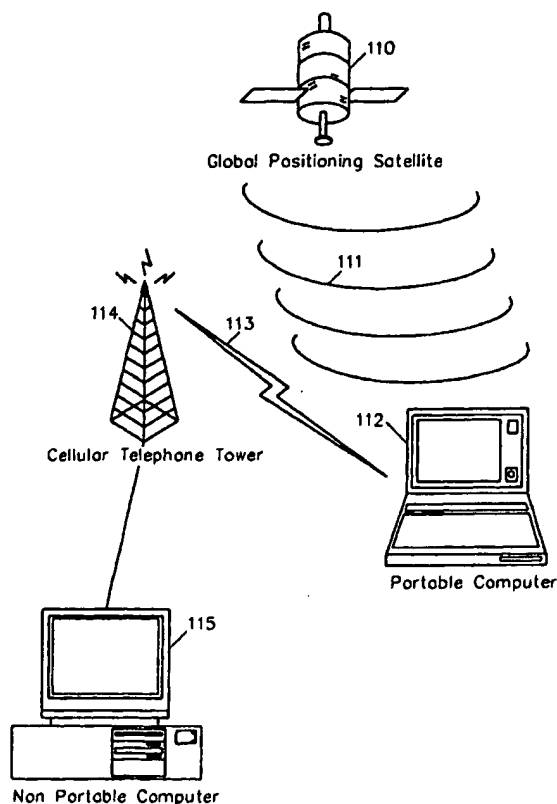 110
Global Positioning Satellite
111
114
113
112
Cellular Telephone Tower
Portable Computer
115
Non Portable Computer